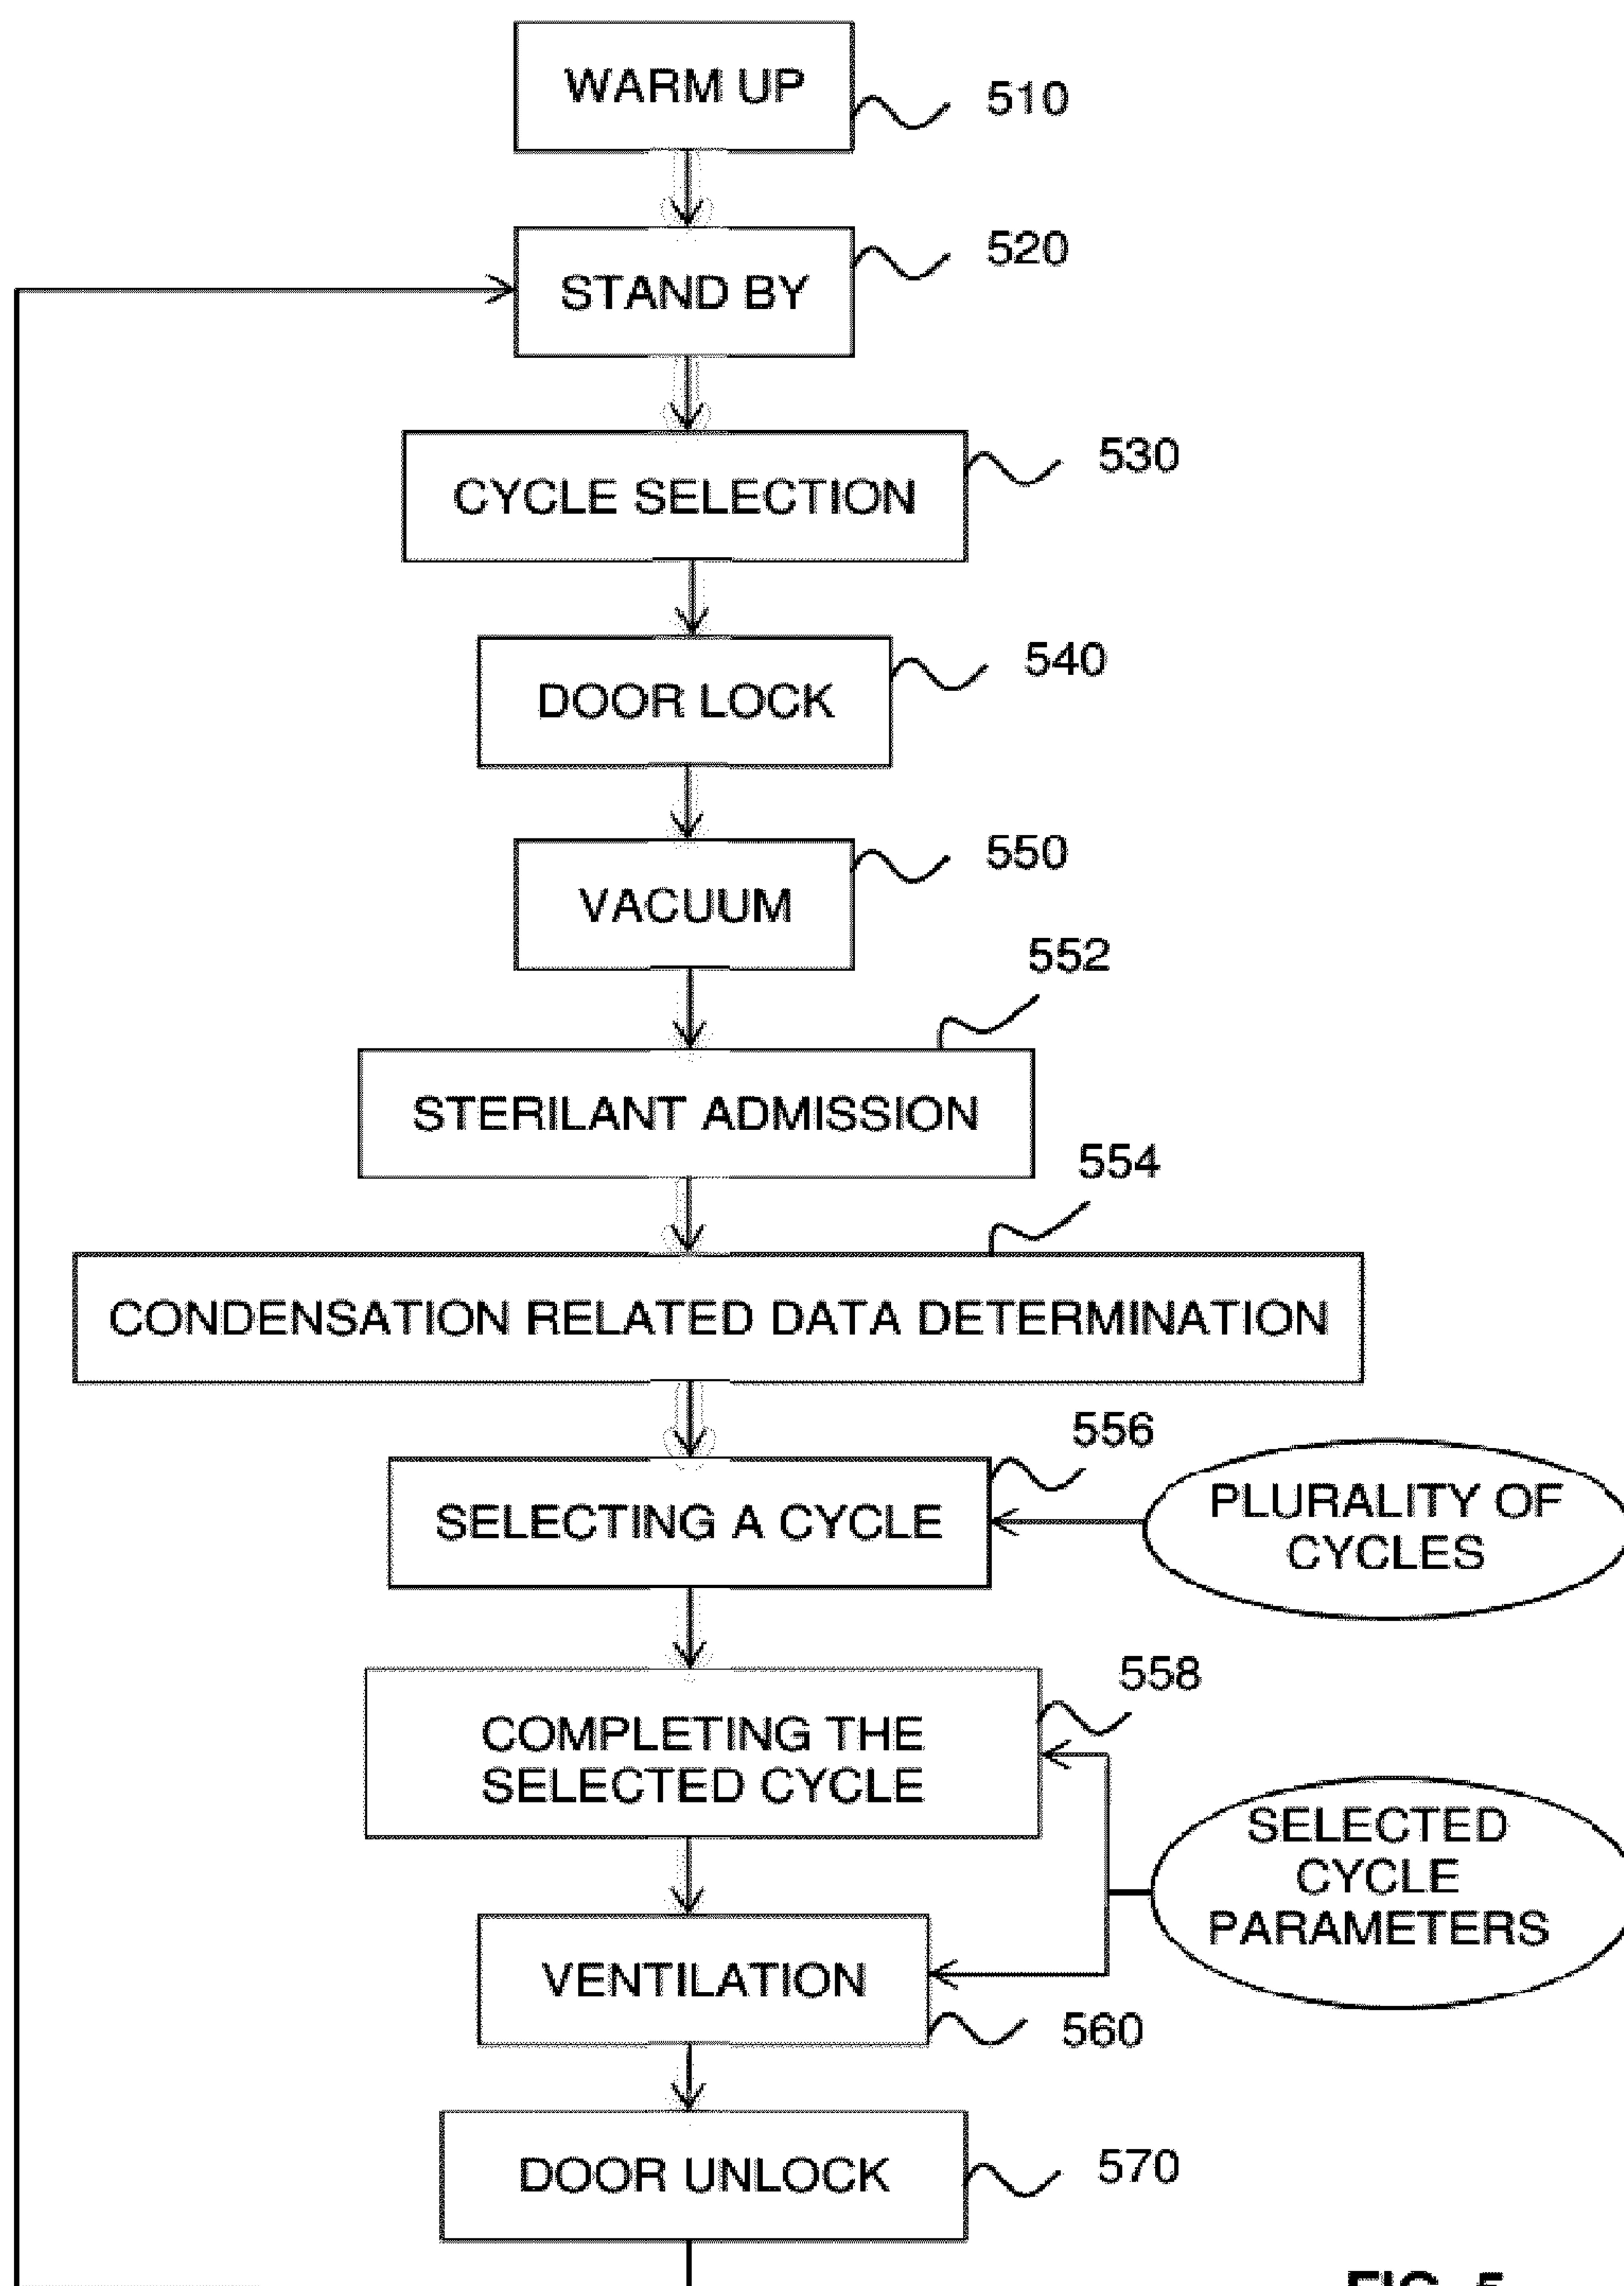 WARM UP
510
STAND BY
520
CYCLE SELECTION
530
DOOR LOCK
540
VACUUM
550
552
STERILANT ADMISSION
554
CONDENSATION RELATED DATA DETERMINATION
556
SELECTING A CYCLE
PLURALITY OF
CYCLES
558
COMPLETING THE
SELECTED CYCLE
SELECTED
CYCLE
PARAMETERS
VENTILATION
560
DOOR UNLOCK
570
FIG. 5